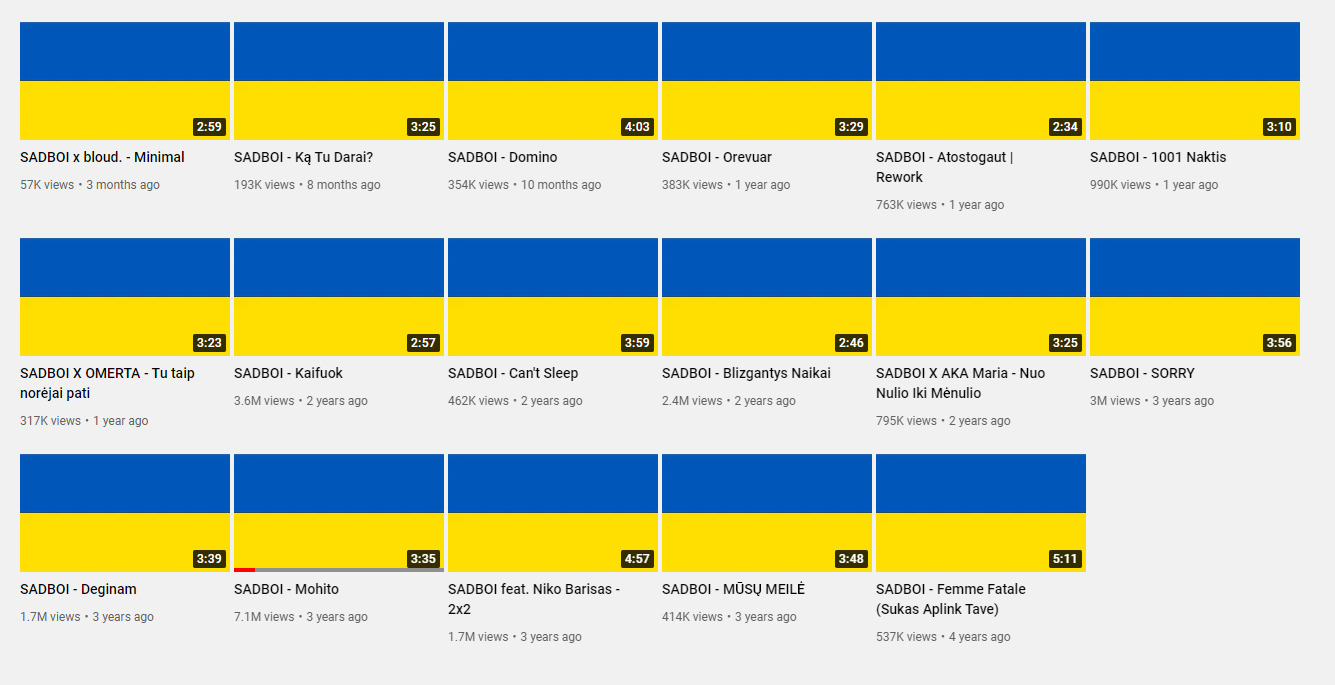 2:59
3:25
4:03
3:29
2:34
3:10
SADBOI x bloud. - Minimal
57K views • 3 months ago
SADBOI - Ką Tu Darai?
193K views • 8 months ago
SADBOI - Domino
354K views • 10 months ago
SADBOI - Orevuar
383K views • 1 year ago
SADBOI - Atostogaut |
Rework
763K views • 1 year ago
SADBOI - 1001 Naktis
990K views • 1 year ago
3:23
2:57
3:59
2:46
3:25
3:56
SADBOI X OMERTA - Tu taip
norėjai pati
317K views • 1 year ago
SADBOI - Kaifuok
3.6M views • 2 years ago
SADBOI - Can't Sleep
462K views • 2 years ago
SADBOI - Blizgantys Naikai
2.4M views • 2 years ago
SADBOI X AKA Maria - Nuo
Nulio Iki Mėnulio
795K views • 2 years ago
SADBOI - SORRY
3M views • 3 years ago
3:39
3:35
4:57
3:48
5:11
SADBOI - Deginam
1.7M views • 3 years ago
SADBOI - Mohito
7.1M views • 3 years ago
SADBOI feat. Niko Barisas -
2x2
1.7M views • 3 years ago
SADBOI - MŪSŲ MEILĖ
414K views • 3 years ago
SADBOI - Femme Fatale
(Sukas Aplink Tave)
537K views • 4 years ago